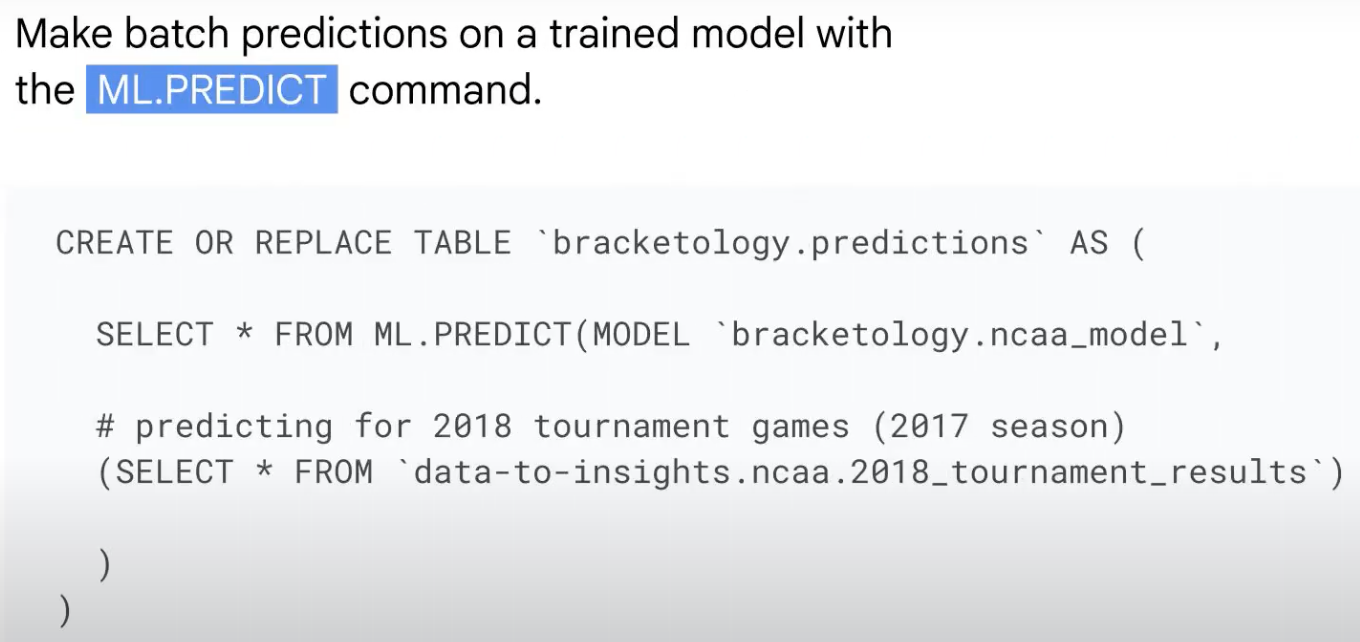 Make batch predictions on a trained model with
the ML.PREDICT command.
CREATE OR REPLACE TABLE `bracketology.predictions` AS (
SELECT * FROM ML.PREDICT(MODEL `bracketology.ncaa_model`,
# predicting for 2018 tournament games (2017 season)
(SELECT * FROM `data-to-insights.ncaa.2018_tournament_results`)
)
)